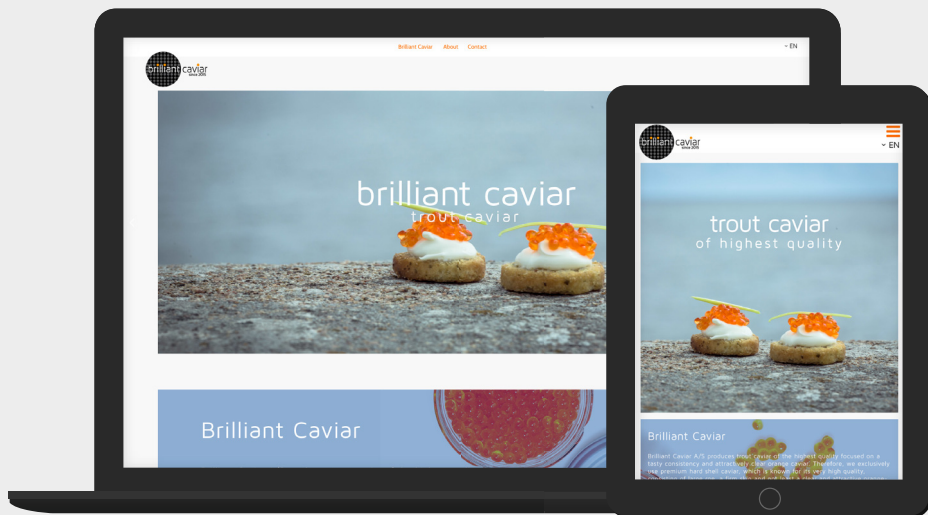 Brilliant Caviar About Contact
EN
brilliant caviar
since 2015
brilliant caviar
trout caviar
Brilliant Caviar
brilliant caviar
since 2015
EN
trout caviar
of highest quality
Brilliant Caviar
Brilliant Caviar A/S produces trout caviar of the highest quality focused on a
tasty consistency and attractively clear orange caviar. Therefore, we exclusively
use premium hard shell caviar, which is known for its very high quality,